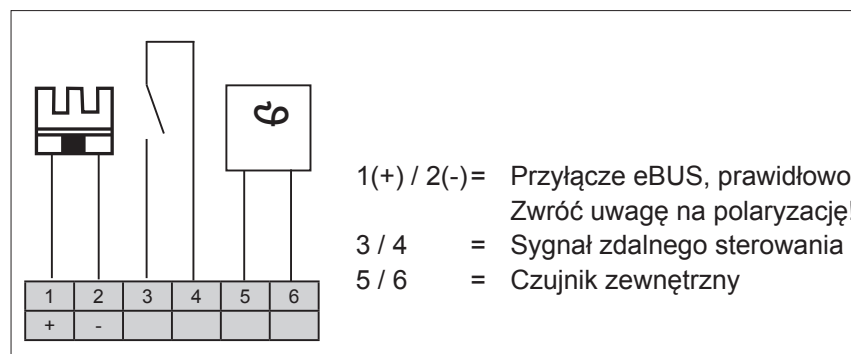 1(+) / 2(-) = Przyłącze eBUS, prawidłowo
Zwróć uwagę na polaryzację!
3 / 4 = Sygnał zdalnego sterowania
5 / 6 = Czujnik zewnętrzny
1 2 3 4 5 6
+ -